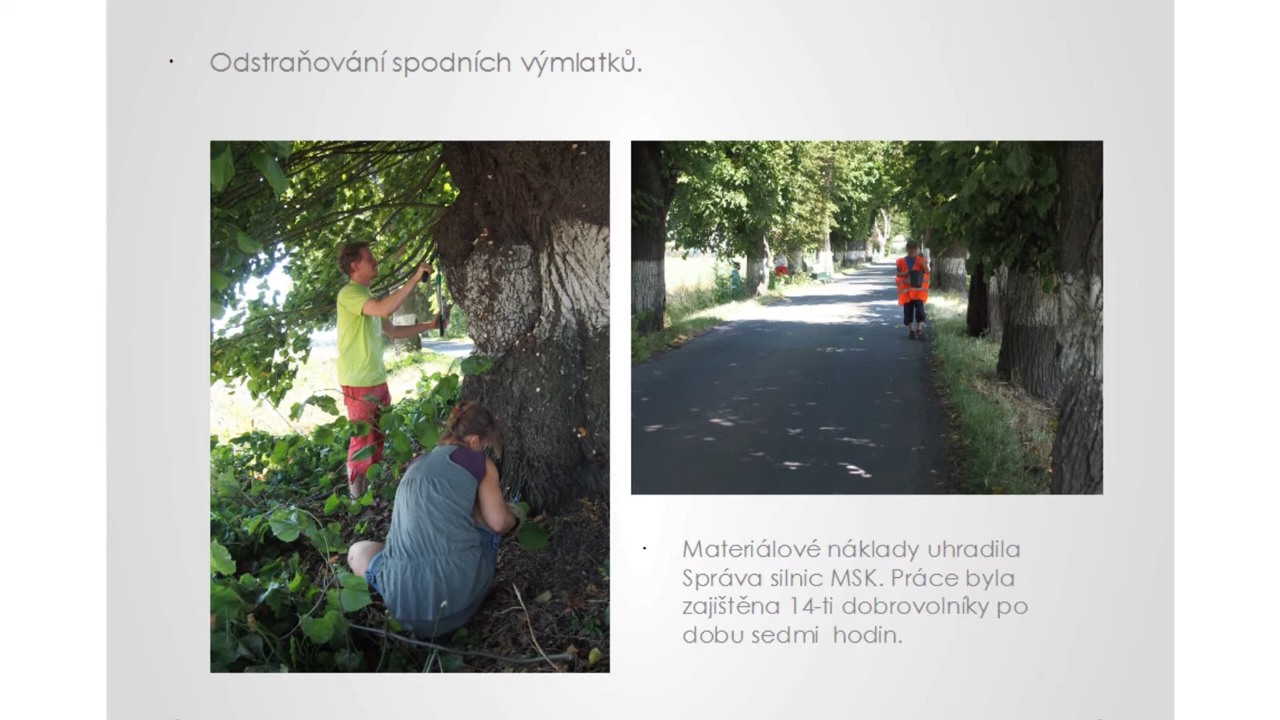 Odstraňování spodních výmlatků.
Materiálové náklady uhradila
Správa silnic MSK. Práce byla
zajištěna 14-ti dobrovolníky po
dobu sedmi hodin.